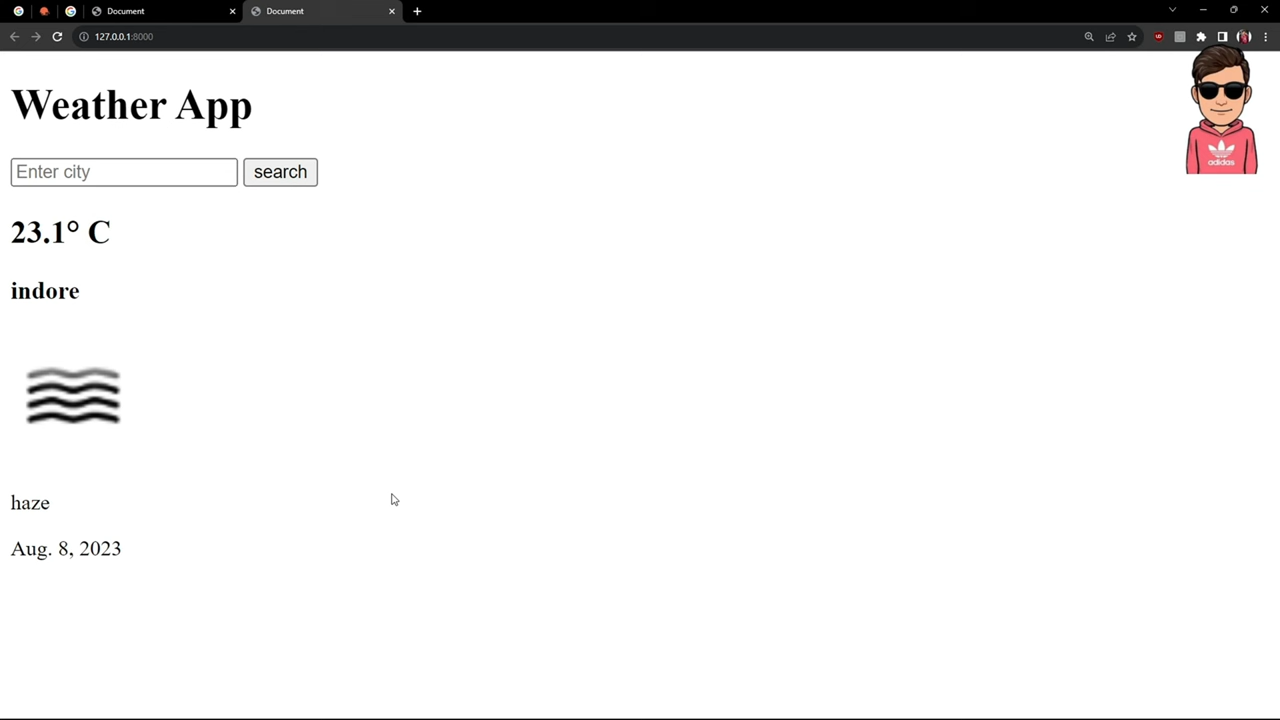 Document
Document
127.0.0.1:8000
Weather App
Enter city
search
23.1° C
indore
haze
Aug. 8, 2023
adidas